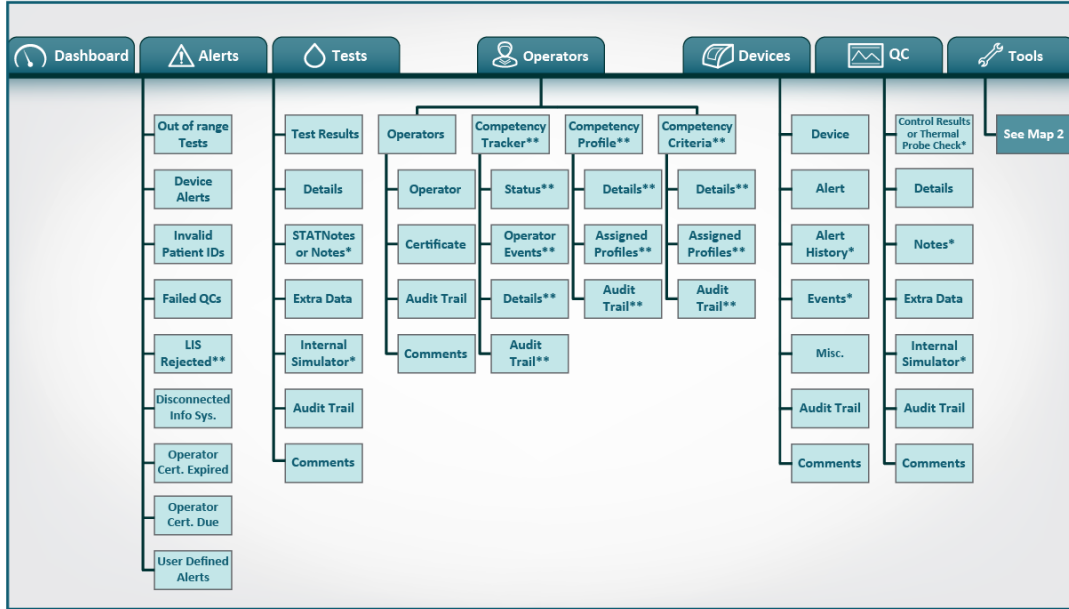 Dashboard
Alerts
Tests
Operators
Devices
QC
Tools
Out of range
Tests
Device
Alerts
Invalid
Patient IDs
Failed QCs
LIS
Rejected**
Disconnected
Info Sys.
Operator
Cert. Expired
Operator
Cert. Due
User Defined
Alerts
Test Results
Details
STATNotes
or Notes*
Extra Data
Internal
Simulator*
Audit Trail
Comments
Operators
Operator
Certificate
Audit Trail
Comments
Competency
Tracker**
Status**
Operator
Events**
Details**
Audit
Trail**
Competency
Profile**
Details**
Assigned
Profiles**
Audit
Trail**
Competency
Criteria**
Details**
Assigned
Profiles**
Audit
Trail**
Device
Alert
Alert
History*
Events*
Misc.
Audit Trail
Comments
Control Results
or Thermal
Probe Check*
Details
Notes*
Extra Data
Internal
Simulator*
Audit Trail
Comments
See Map 2